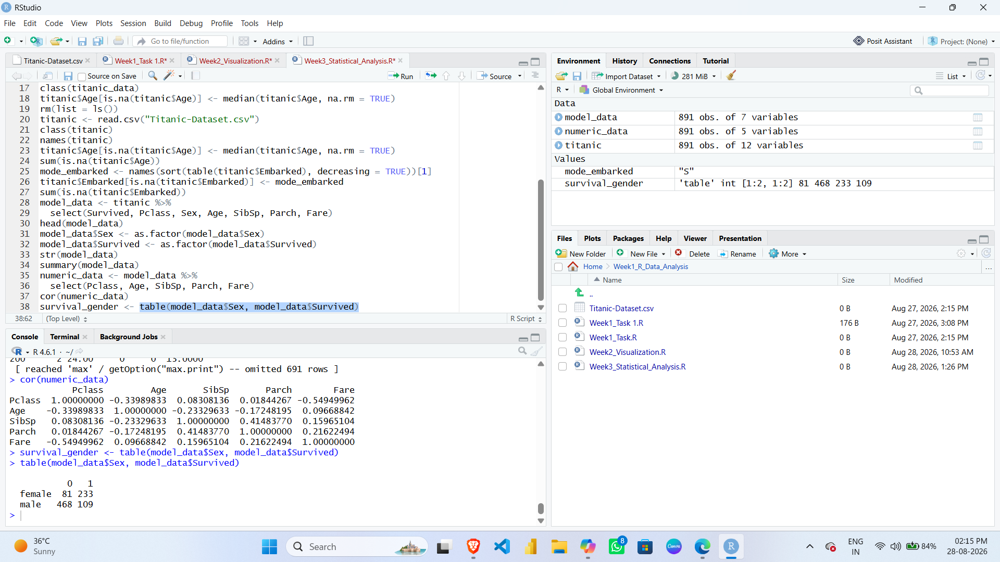 RStudio
File Edit Code View Plots Session Build Debug Profile Tools Help
Go to file/function Addins Posit Assistant Project: (None)
Titanic-Dataset.csv Week1_Task 1.R* Week2_Visualization.R* Week3_Statistical_Analysis.R*
Source on Save Run Source
17 class(titanic_data)
18 titanic$Age[is.na(titanic$Age)] <- median(titanic$Age, na.rm = TRUE)
19 rm(list = ls())
20 titanic <- read.csv("Titanic-Dataset.csv")
21 class(titanic)
22 names(titanic)
23 titanic$Age[is.na(titanic$Age)] <- median(titanic$Age, na.rm = TRUE)
24 sum(is.na(titanic$Age))
25 mode_embarked <- names(sort(table(titanic$Embarked), decreasing = TRUE))[1]
26 titanic$Embarked[is.na(titanic$Embarked)] <- mode_embarked
27 sum(is.na(titanic$Embarked))
28 model_data <- titanic %>%
29 select(Survived, Pclass, Sex, Age, SibSp, Parch, Fare)
30 head(model_data)
31 model_data$Sex <- as.factor(model_data$Sex)
32 model_data$Survived <- as.factor(model_data$Survived)
33 str(model_data)
34 summary(model_data)
35 numeric_data <- model_data %>%
36 select(Pclass, Age, SibSp, Parch, Fare)
37 cor(numeric_data)
38 survival_gender <- table(model_data$Sex, model_data$Survived)
38:62 (Top Level) R Script
Console Terminal Background Jobs
R R 4.6.1 · ~/
200 2 24.00 0 0 13.0000
[ reached 'max' / getOption("max.print") -- omitted 691 rows ]
> cor(numeric_data)
Pclass Age SibSp Parch Fare
Pclass 1.00000000 -0.33989833 0.08308136 0.01844267 -0.54949962
Age -0.33989833 1.00000000 -0.23329633 -0.17248195 0.09668842
SibSp 0.08308136 -0.23329633 1.00000000 0.41483770 0.15965104
Parch 0.01844267 -0.17248195 0.41483770 1.00000000 0.21622494
Fare -0.54949962 0.09668842 0.15965104 0.21622494 1.00000000
> survival_gender <- table(model_data$Sex, model_data$Survived)
> table(model_data$Sex, model_data$Survived)
0 1
female 81 233
male 468 109
>
Environment History Connections Tutorial
Import Dataset 281 MiB List
R Global Environment
Data
model_data 891 obs. of 7 variables
numeric_data 891 obs. of 5 variables
titanic 891 obs. of 12 variables
Values
mode_embarked "S"
survival_gender 'table' int [1:2, 1:2] 81 468 233 109
Files Plots Packages Help Viewer Presentation
New Folder New File Delete Rename More
Home Week1_R_Data_Analysis ...
Name Size Modified
..
Titanic-Dataset.csv 0 B Aug 27, 2026, 2:15 PM
Week1_Task 1.R 176 B Aug 27, 2026, 3:08 PM
Week1_Task.R 0 B Aug 27, 2026, 2:15 PM
Week2_Visualization.R 0 B Aug 28, 2026, 10:53 AM
Week3_Statistical_Analysis.R 0 B Aug 28, 2026, 1:26 PM
36°C
Sunny
Search
Canva
8
R
ENG
IN
84%
02:15 PM
28-08-2026